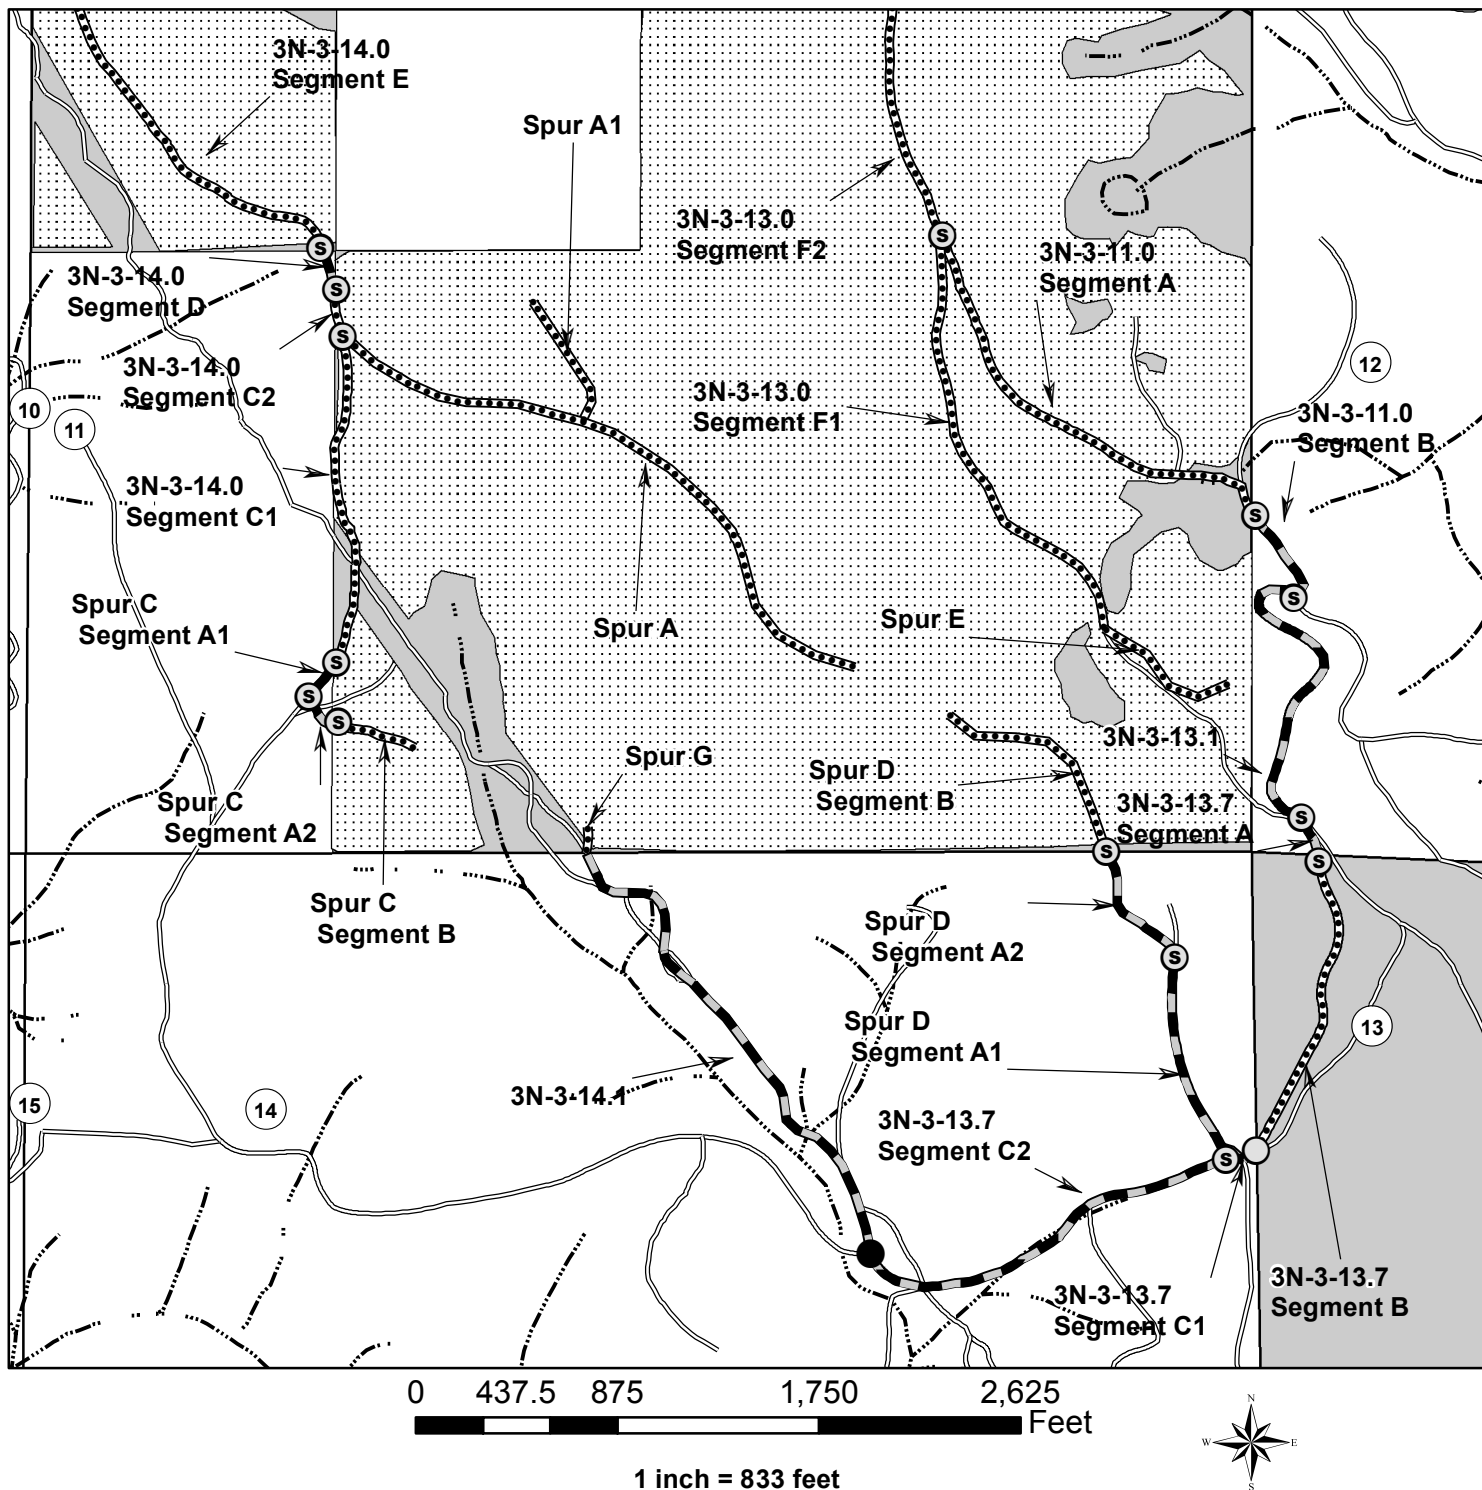 3N-3-14.0
Segment E
Spur A1
3N-3-13.0
Segment F2
3N-3-11.0
Segment A
S
S
3N-3-14.0
Segment D
S
S
3N-3-14.0
Segment C2
12
10
11
3N-3-13.0
Segment F1
3N-3-11.0
Segment B
3N-3-14.0
Segment C1
S
S
Spur C
Segment A1
Spur A
Spur E
S
S
S
3N-3-13.1
Spur G
Spur D
Segment B
Spur C
Segment A2
3N-3-13.7
Segment A
S
S
S
Spur C
Segment B
Spur D
Segment A2
S
Spur D
Segment A1
13
3N-3-14.1
15
14
3N-3-13.7
Segment C2
S
3N-3-13.7
Segment C1
3N-3-13.7
Segment B
0 437.5 875 1,750 2,625
Feet
1 inch = 833 feet
N
W E
S